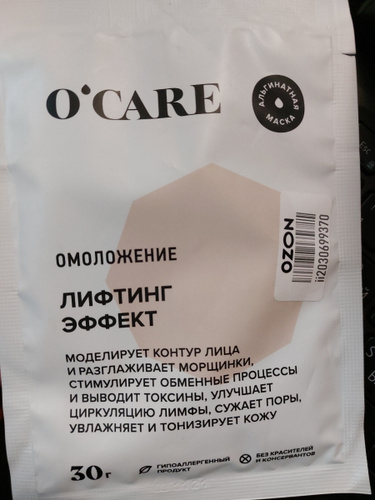 O'CARE
АЛЬГИНАТНАЯ
МАСКА
OZON
ii2030699370
ОМОЛОЖЕНИЕ
ЛИФТИНГ
ЭФФЕКТ
МОДЕЛИРУЕТ КОНТУР ЛИЦА
И РАЗГЛАЖИВАЕТ МОРЩИНКИ,
СТИМУЛИРУЕТ ОБМЕННЫЕ ПРОЦЕССЫ
И ВЫВОДИТ ТОКСИНЫ, УЛУЧШАЕТ
ЦИРКУЛЯЦИЮ ЛИМФЫ, СУЖАЕТ ПОРЫ,
УВЛАЖНЯЕТ И ТОНИЗИРУЕТ КОЖУ
30 г
ГИПОАЛЛЕРГЕННЫЙ
ПРОДУКТ
БЕЗ КРАСИТЕЛЕЙ
И КОНСЕРВАНТОВ